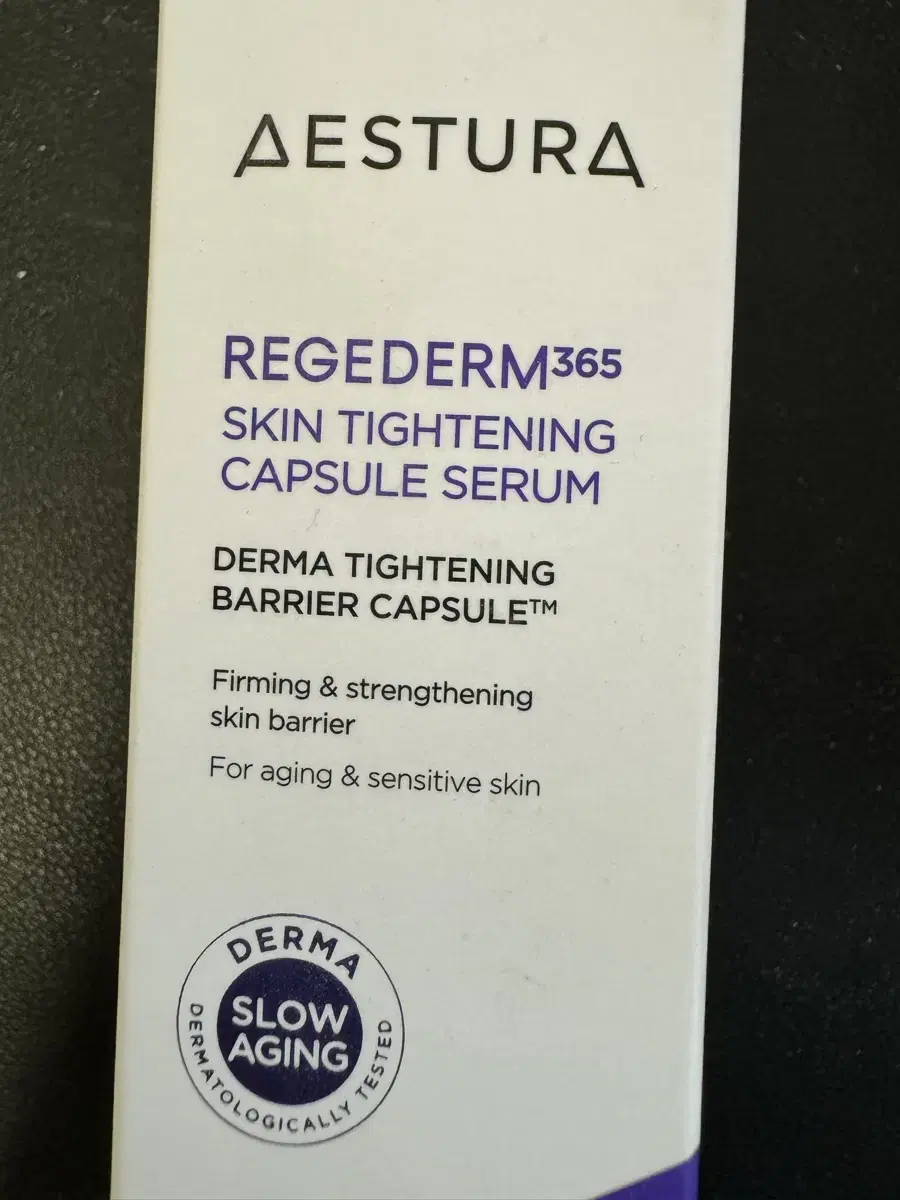 AESTURA
REGEDERM³⁶⁵
SKIN TIGHTENING
CAPSULE SERUM
DERMA TIGHTENING
BARRIER CAPSULE™
Firming & strengthening
skin barrier
For aging & sensitive skin
DERMA
SLOW
AGING
DERMATOLOGICALLY TESTED